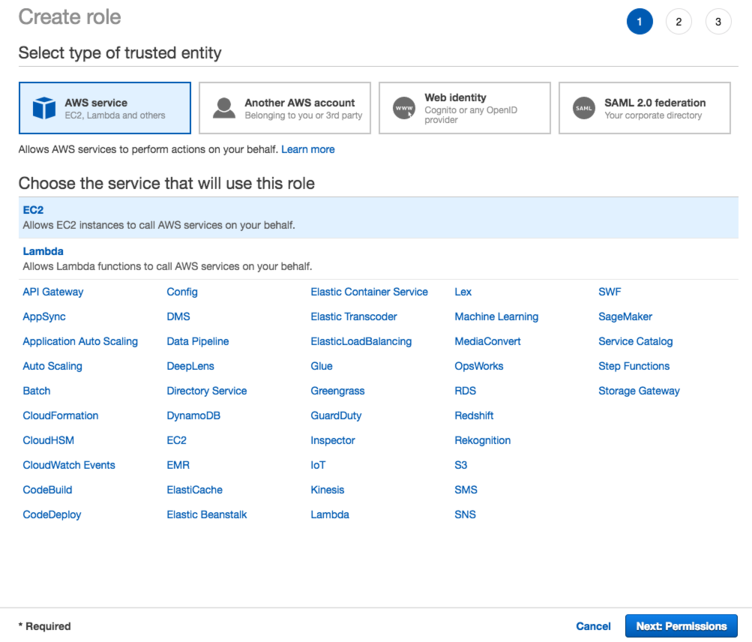 Create role
1 2 3
Select type of trusted entity
AWS service
EC2, Lambda and others
Another AWS account
Belonging to you or 3rd party
www
Web identity
Cognito or any OpenID
provider
SAML
SAML 2.0 federation
Your corporate directory
Allows AWS services to perform actions on your behalf. Learn more
Choose the service that will use this role
EC2
Allows EC2 instances to call AWS services on your behalf.
Lambda
Allows Lambda functions to call AWS services on your behalf.
API Gateway Config Elastic Container Service Lex SWF
AppSync DMS Elastic Transcoder Machine Learning SageMaker
Application Auto Scaling Data Pipeline ElasticLoadBalancing MediaConvert Service Catalog
Auto Scaling DeepLens Glue OpsWorks Step Functions
Batch Directory Service Greengrass RDS Storage Gateway
CloudFormation DynamoDB GuardDuty Redshift
CloudHSM EC2 Inspector Rekognition
CloudWatch Events EMR IoT S3
CodeBuild ElastiCache Kinesis SMS
CodeDeploy Elastic Beanstalk Lambda SNS
* Required Cancel Next: Permissions